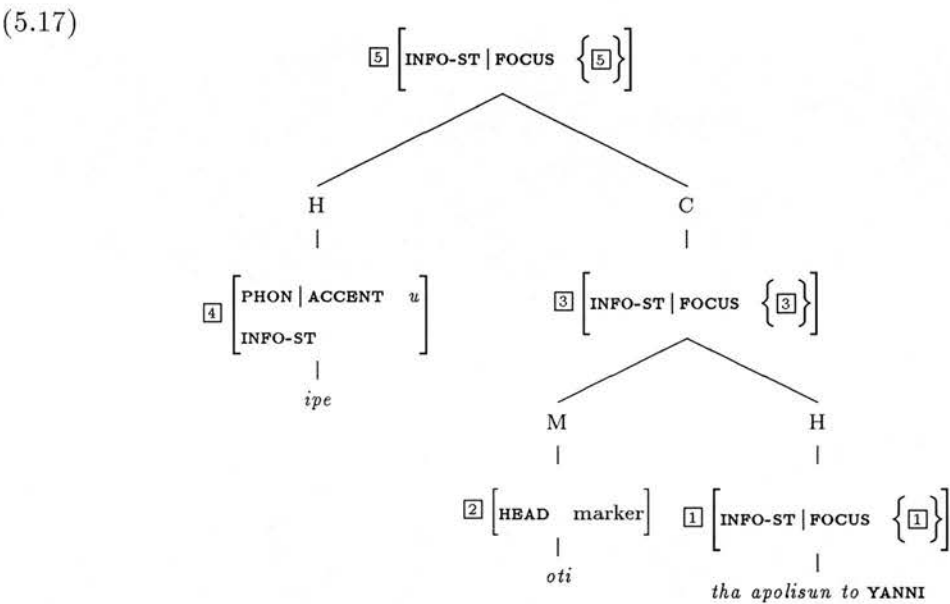 (5.17)
5 [INFO-ST | FOCUS {5}]
H C
4 [PHON | ACCENT u
INFO-ST]
3 [INFO-ST | FOCUS {3}]
ipe
M H
2 [HEAD marker] 1 [INFO-ST | FOCUS {1}]
oti
tha apolisun to YANNI